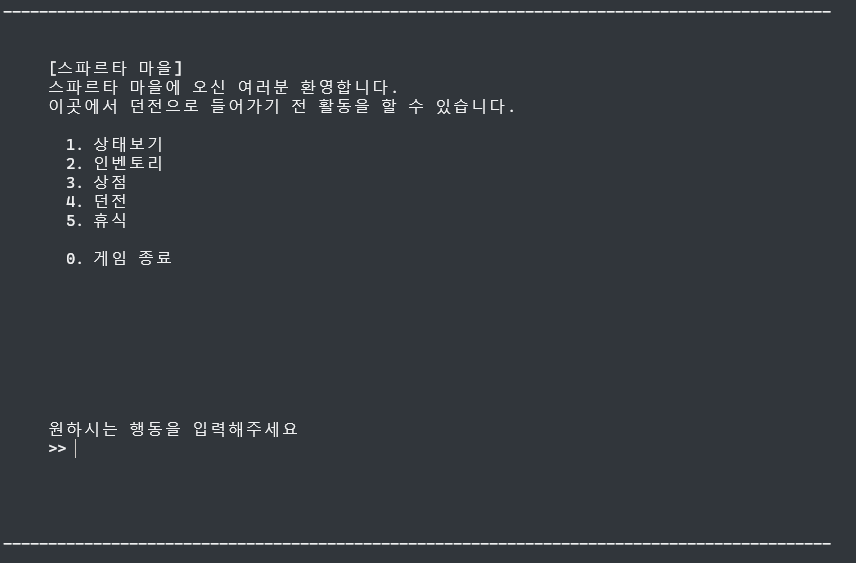 [스파르타 마을]
스파르타 마을에 오신 여러분 환영합니다.
이곳에서 던전으로 들어가기 전 활동을 할 수 있습니다.
1. 상태보기
2. 인벤토리
3. 상점
4. 던전
5. 휴식
0. 게임 종료
원하시는 행동을 입력해주세요
>>